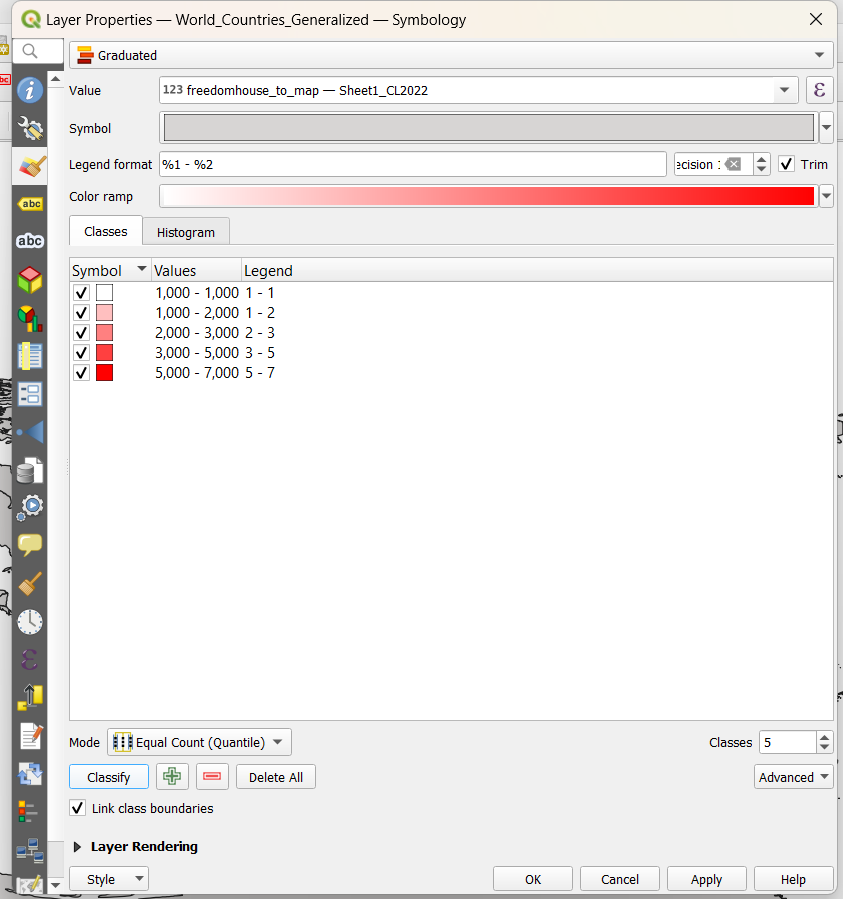 Layer Properties — World_Countries_Generalized — Symbology
Graduated
Value 123 freedomhouse_to_map — Sheet1_CL2022 ε
Symbol
Legend format %1 - %2 ecision : Trim
Color ramp
Classes Histogram
Symbol Values Legend
1,000 - 1,000 1 - 1
1,000 - 2,000 1 - 2
2,000 - 3,000 2 - 3
3,000 - 5,000 3 - 5
5,000 - 7,000 5 - 7
abc
abc
Mode Equal Count (Quantile) Classes 5
Classify Delete All Advanced
Link class boundaries
Layer Rendering
Style OK Cancel Apply Help